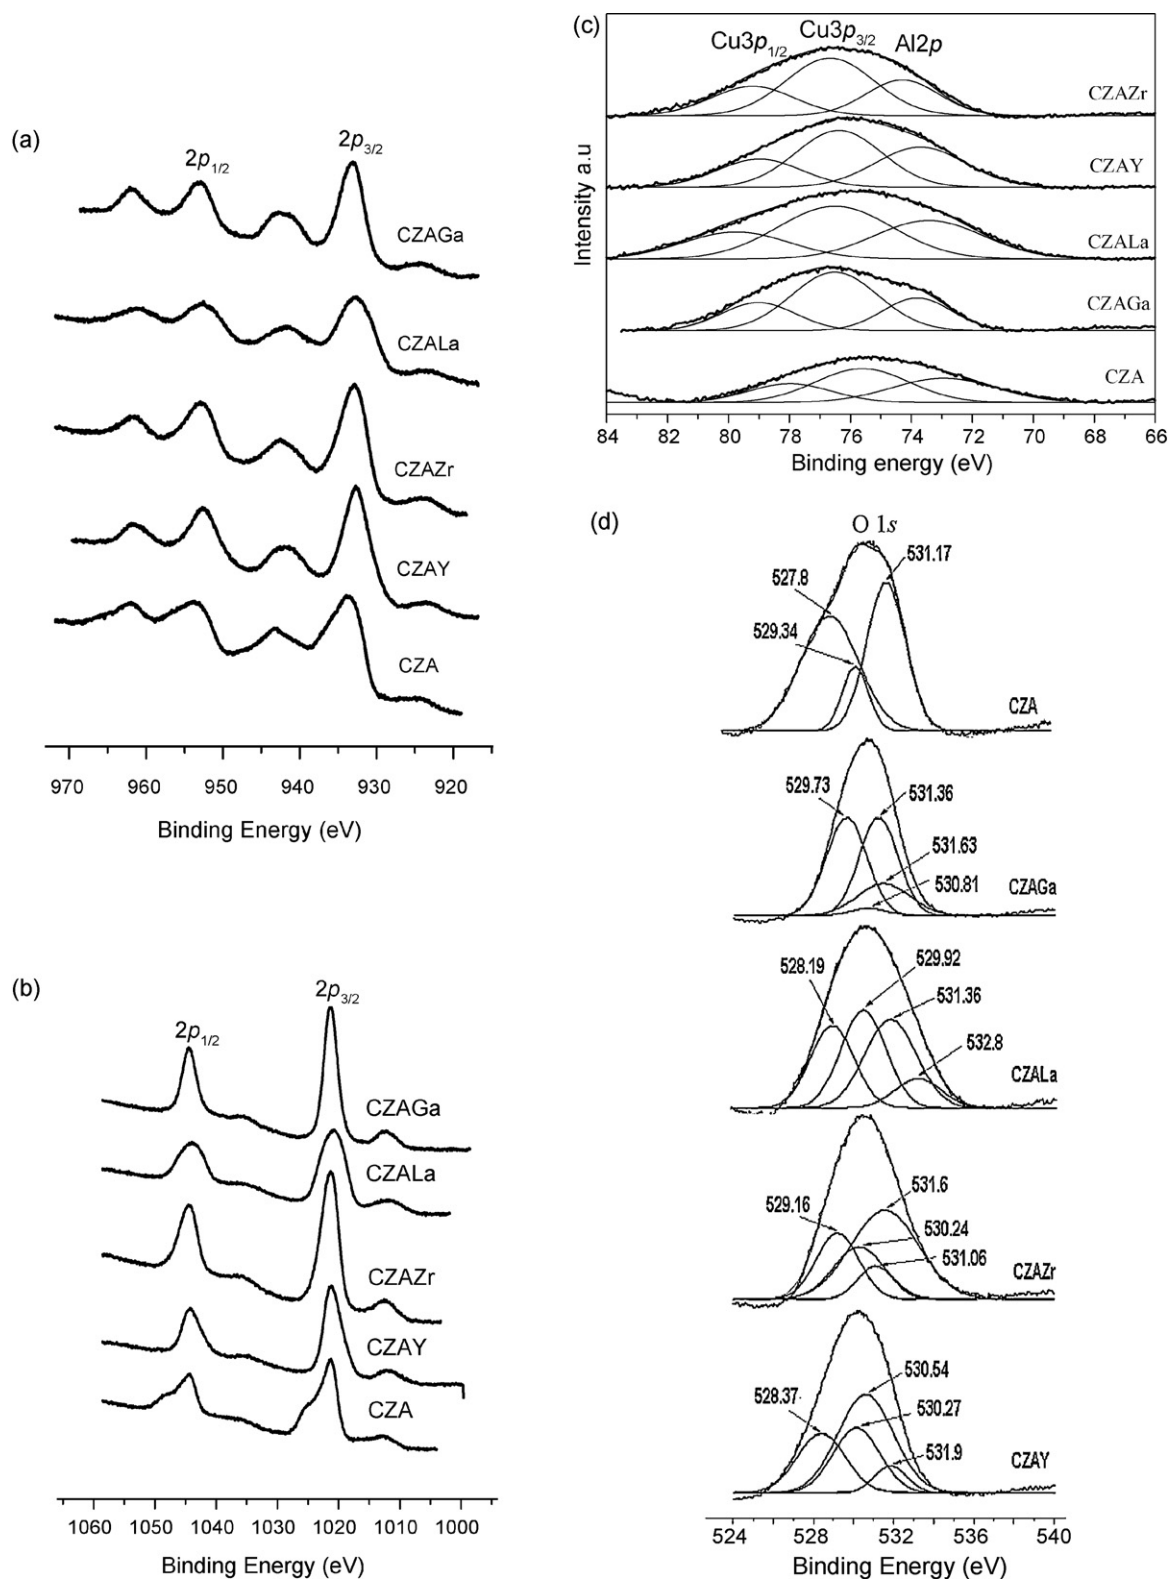 (a)
2p1/2
2p3/2
CZAGa
CZALa
CZAZr
CZAY
CZA
970 960 950 940 930 920
Binding Energy (eV)
(b)
2p1/2
2p3/2
CZAGa
CZALa
CZAZr
CZAY
CZA
1060 1050 1040 1030 1020 1010 1000
Binding Energy (eV)
(c)
Cu3p1/2
Cu3p3/2
Al2p
CZAZr
CZAY
CZALa
CZAGa
CZA
Intensity a.u
84 82 80 78 76 74 72 70 68 66
Binding energy (eV)
(d)
O 1s
531.17
527.8
529.34
CZA
529.73
531.36
531.63
530.81
CZAGa
528.19
529.92
531.36
532.8
CZALa
529.16
531.6
530.24
531.06
CZAZr
528.37
530.54
530.27
531.9
CZAY
524 528 532 536 540
Binding Energy (eV)